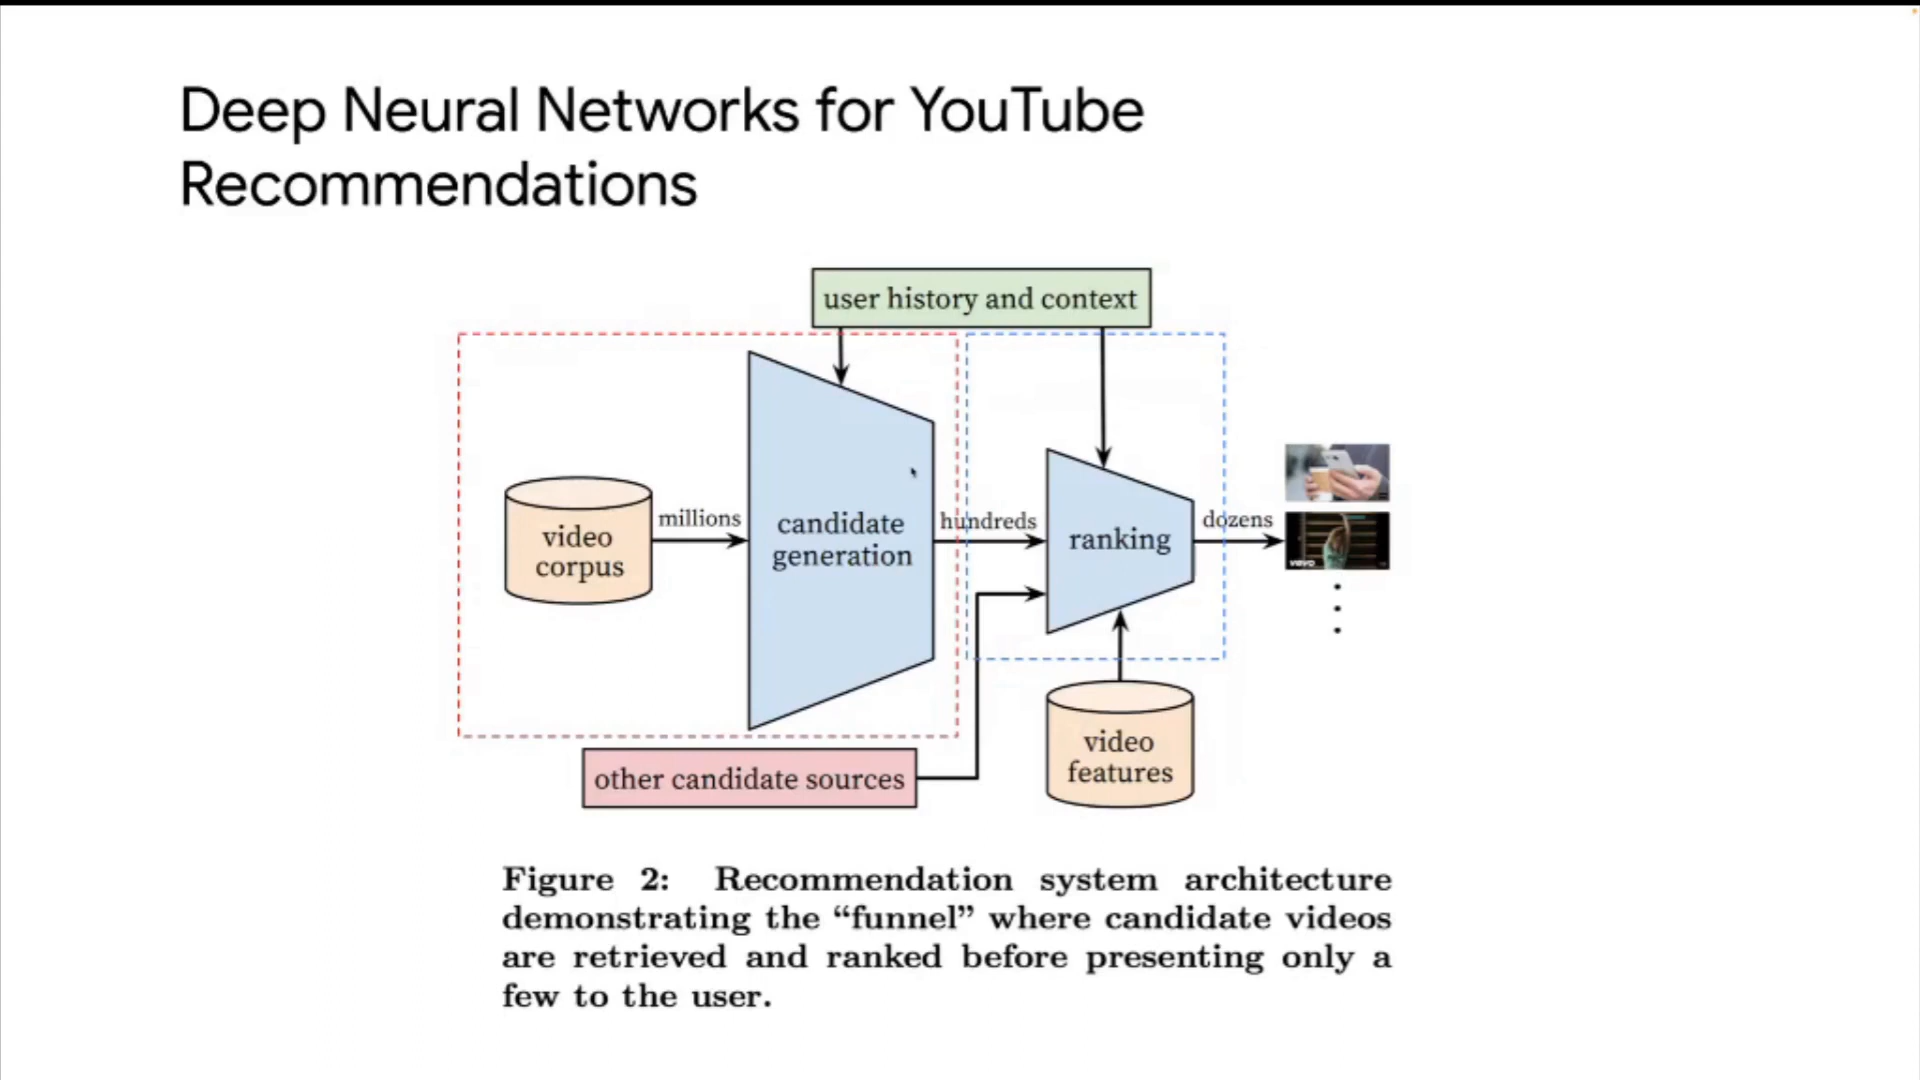 Deep Neural Networks for YouTube
Recommendations
user history and context
video
corpus
millions
candidate
generation
hundreds
ranking
dozens
vevo
other candidate sources
video
features
Figure 2: Recommendation system architecture
demonstrating the “funnel” where candidate videos
are retrieved and ranked before presenting only a
few to the user.